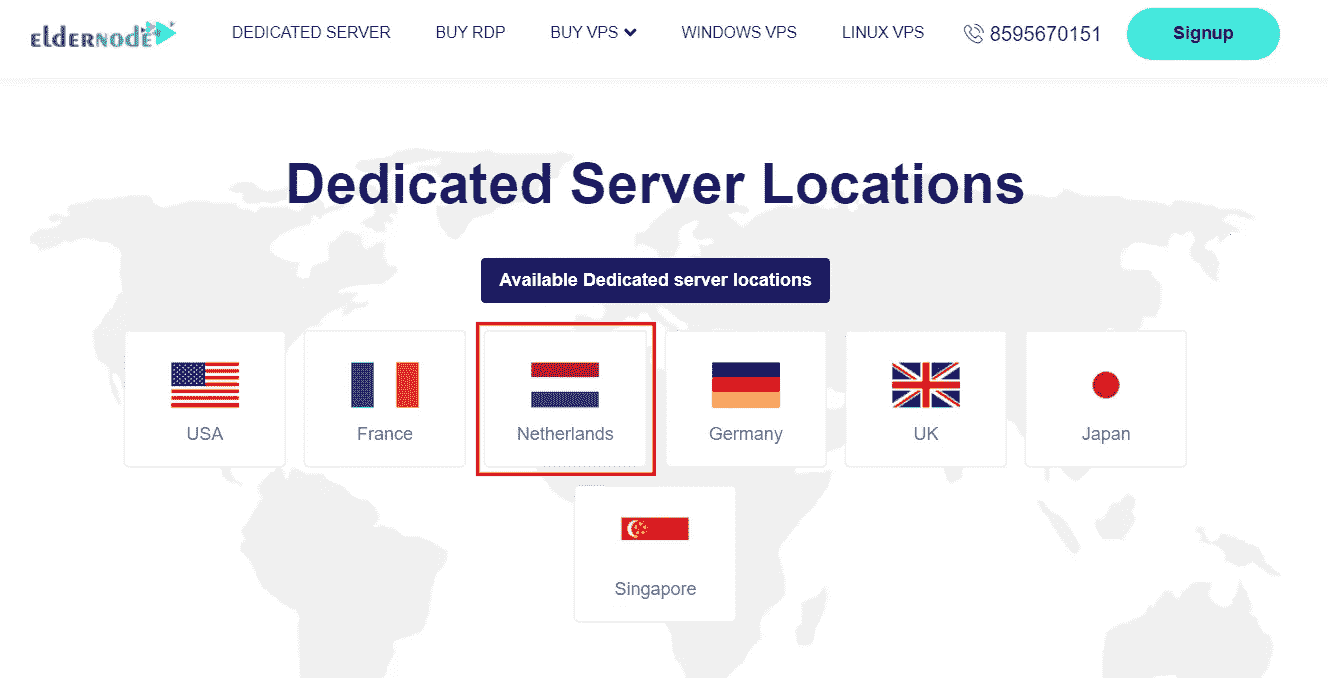 eldernode
DEDICATED SERVER BUY RDP BUY VPS WINDOWS VPS LINUX VPS 8595670151 Signup
Dedicated Server Locations
Available Dedicated server locations
USA France Netherlands Germany UK Japan
Singapore